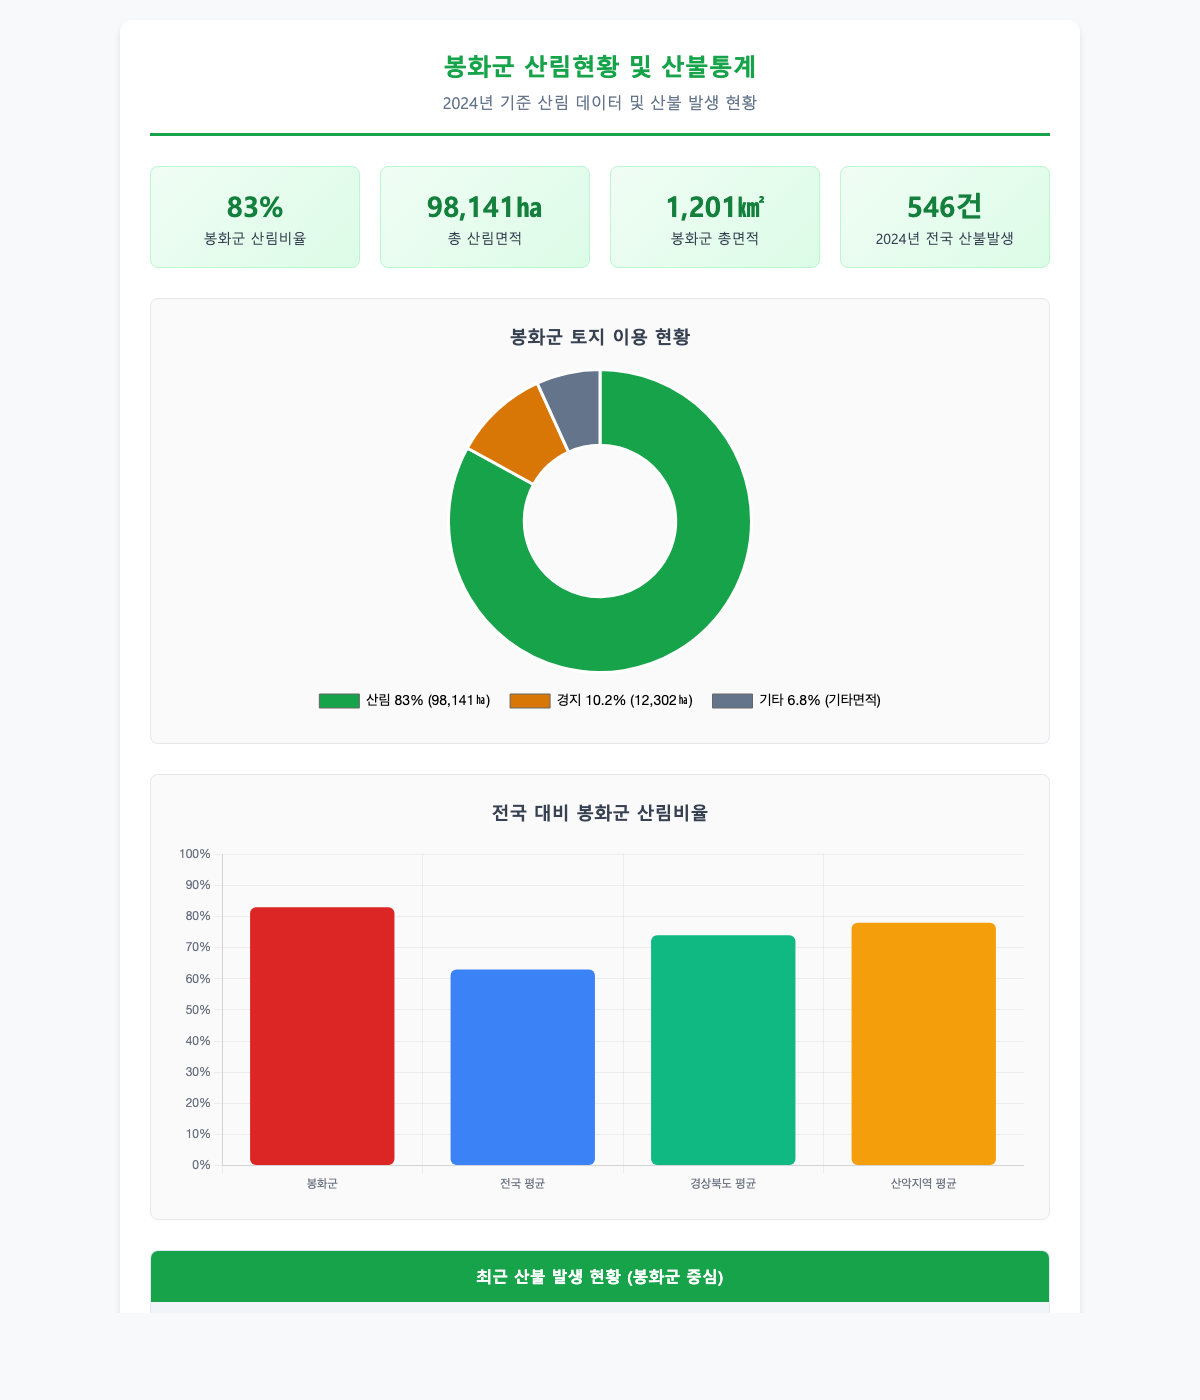 봉화군 산림현황 및 산불통계
2024년 기준 산림 데이터 및 산불 발생 현황
83%
봉화군 산림비율
98,141㏊
총 산림면적
1,201㎢
봉화군 총면적
546건
2024년 전국 산불발생
봉화군 토지 이용 현황
산림 83% (98,141㏊)
경지 10.2% (12,302㏊)
기타 6.8% (기타면적)
전국 대비 봉화군 산림비율
100%
90%
80%
70%
60%
50%
40%
30%
20%
10%
0%
봉화군
전국 평균
경상북도 평균
산악지역 평균
최근 산불 발생 현황 (봉화군 중심)